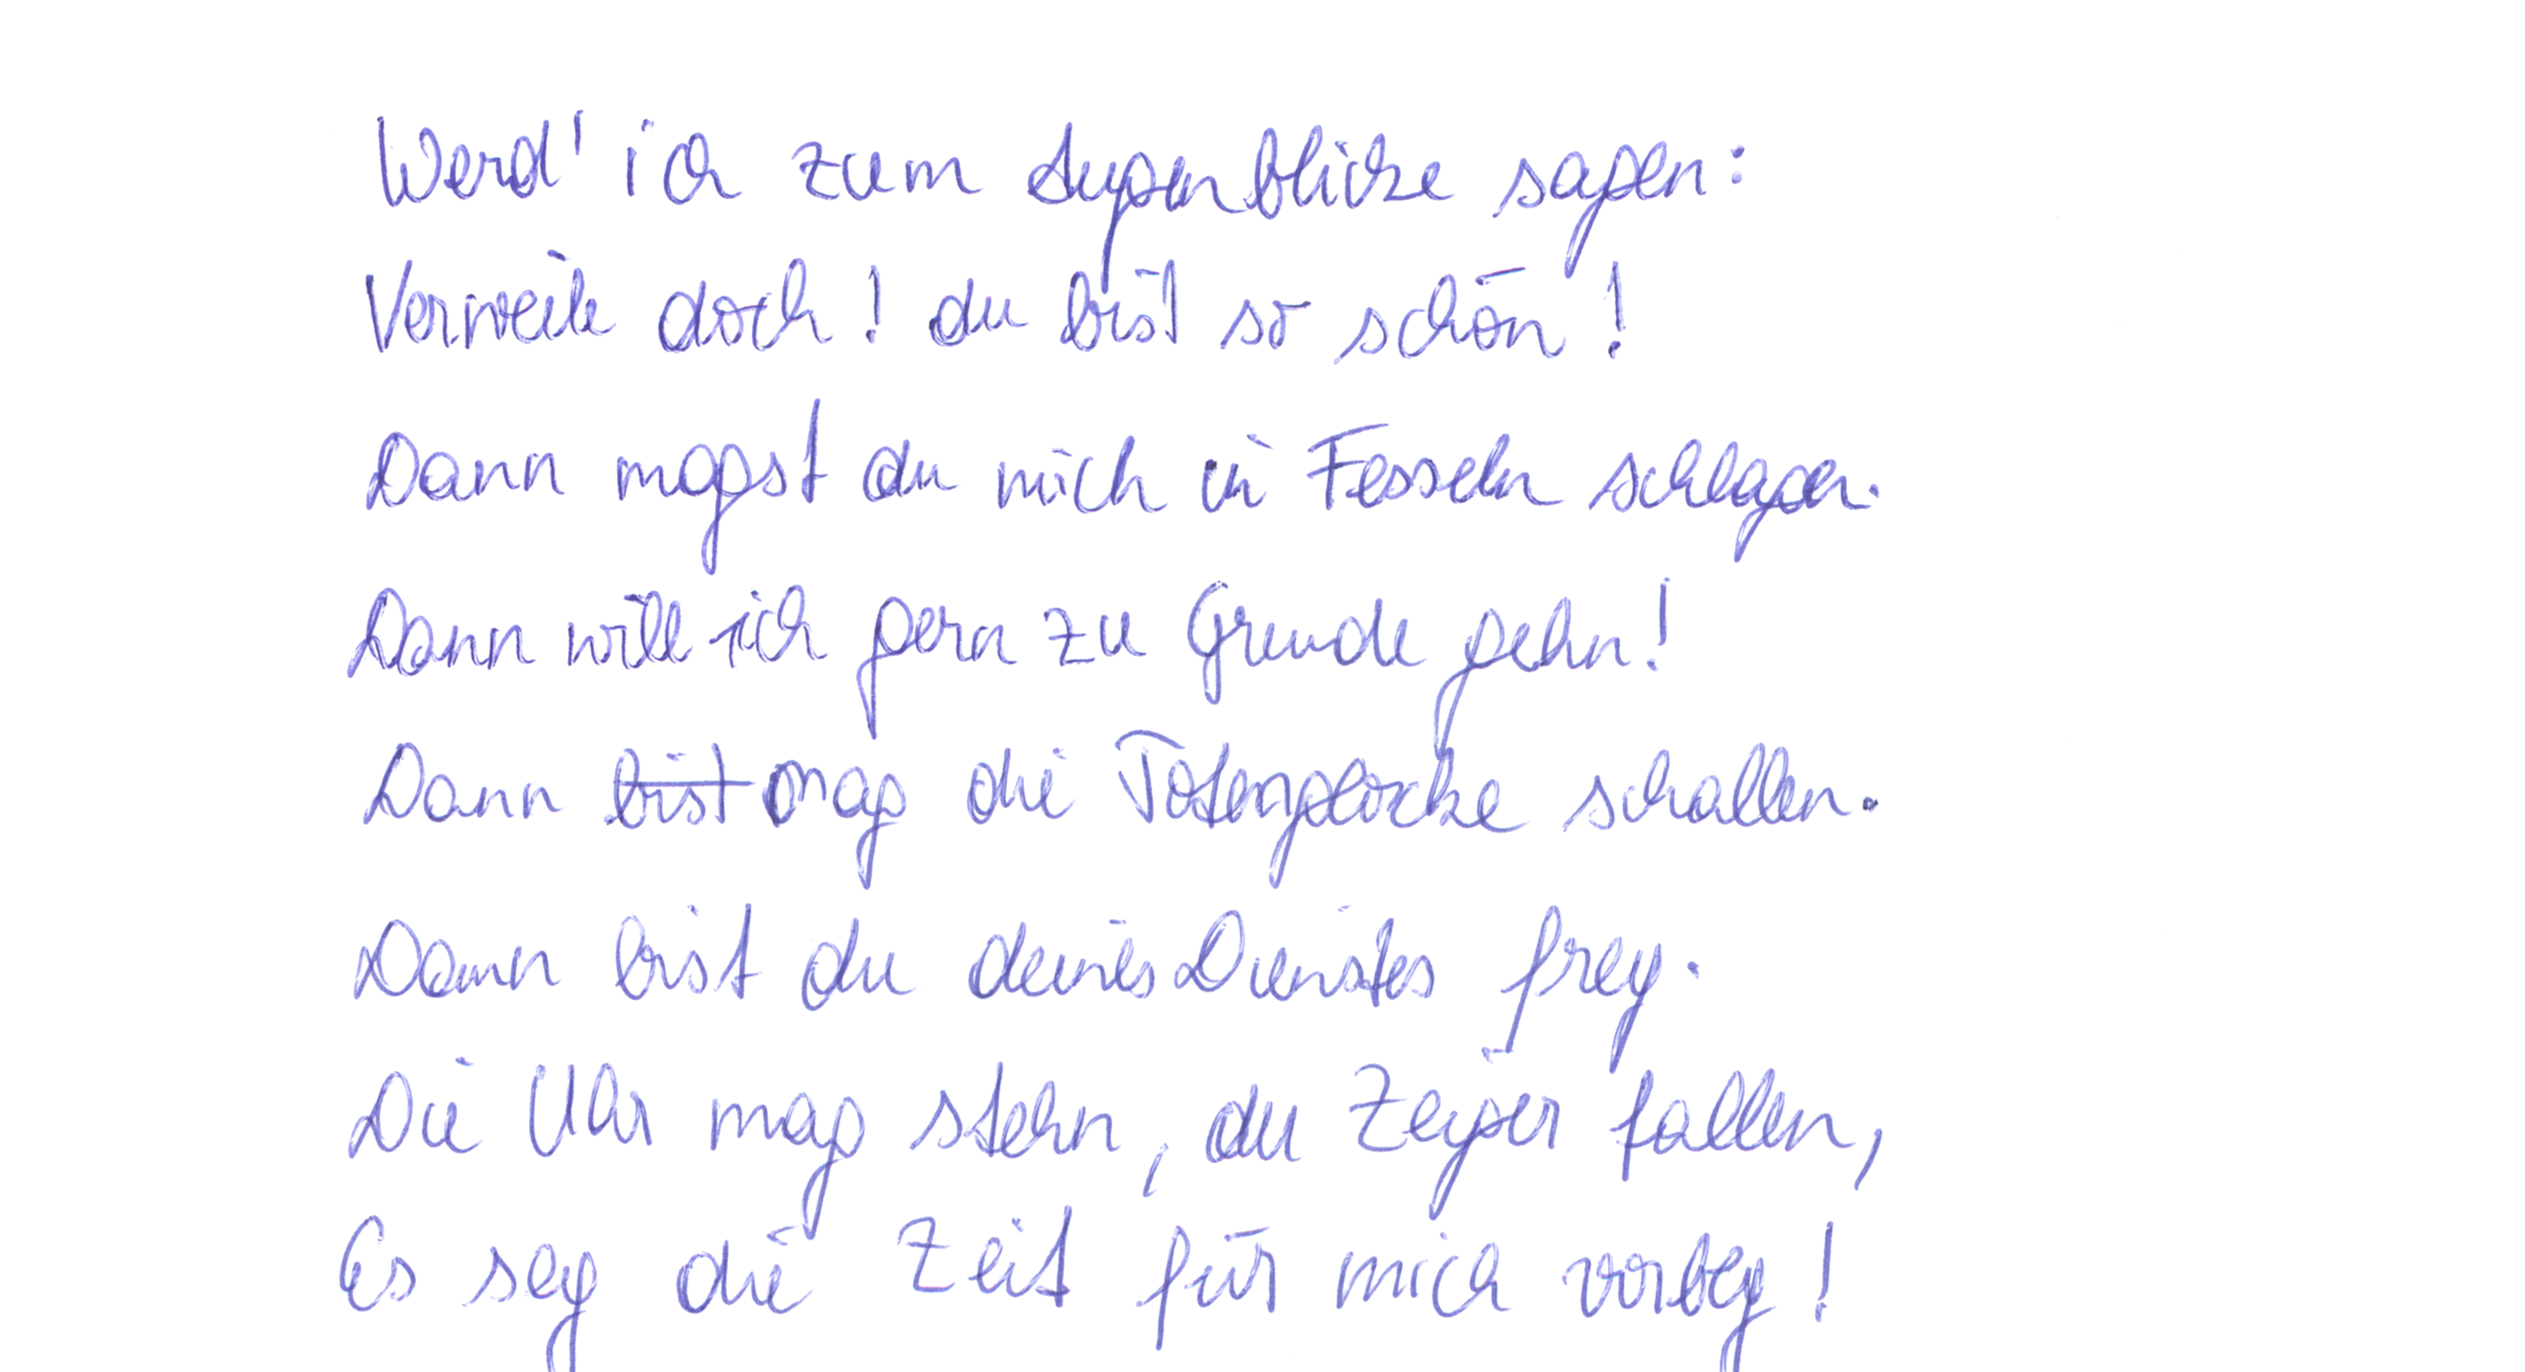 Werd' ich zum Augenblicke sagen:
Verweile doch! du bist so schön!
Dann magst du mich in Fesseln schlagen.
Dann will ich gern zu Grunde gehn!
Dann ~~bist~~ mag die Totenglocke schallen.
Dann bist du deines Dienstes frey.
Die Uhr mag stehn, du Zeiger fallen,
Es sey die Zeit für mich vorbey!